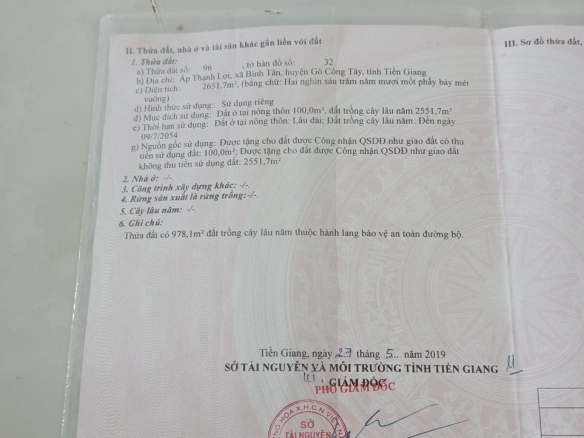 II. Thửa đất, nhà ở và tài sản khác gắn liền với đất
1. Thửa đất:
a) Thửa đất số: 96 , tờ bản đồ số: 32
b) Địa chỉ: Ấp Thạnh Lợi, xã Bình Tân, huyện Gò Công Tây, tỉnh Tiền Giang
c) Diện tích: 2651,7m², (bằng chữ: Hai nghìn sáu trăm năm mươi mốt phẩy bảy mét
vuông)
d) Hình thức sử dụng: Sử dụng riêng
đ) Mục đích sử dụng: Đất ở tại nông thôn 100,0m², đất trồng cây lâu năm 2551,7m²
e) Thời hạn sử dụng: Đất ở tại nông thôn: Lâu dài; Đất trồng cây lâu năm: Đến ngày
09/7/2054
g) Nguồn gốc sử dụng: Được tặng cho đất được Công nhận QSDĐ như giao đất có thu
tiền sử dụng đất: 100,0m²; Được tặng cho đất được Công nhận QSDĐ như giao đất
không thu tiền sử dụng đất: 2551,7m²
2. Nhà ở: -/-
3. Công trình xây dựng khác: -/-
4. Rừng sản xuất là rừng trồng: -/-
5. Cây lâu năm: -/-
6. Ghi chú:
Thửa đất có 978,1m² đất trồng cây lâu năm thuộc hành lang bảo vệ an toàn đường bộ.
III. Sơ đồ thửa đất,
Tiền Giang, ngày 27 tháng 5 năm 2019
SỞ TÀI NGUYÊN VÀ MÔI TRƯỜNG TỈNH TIỀN GIANG
GIÁM ĐỐC
PHÓ GIÁM ĐỐC
HÒA X.H.C.N VIỆT
SỞ
TÀI NGUYÊN